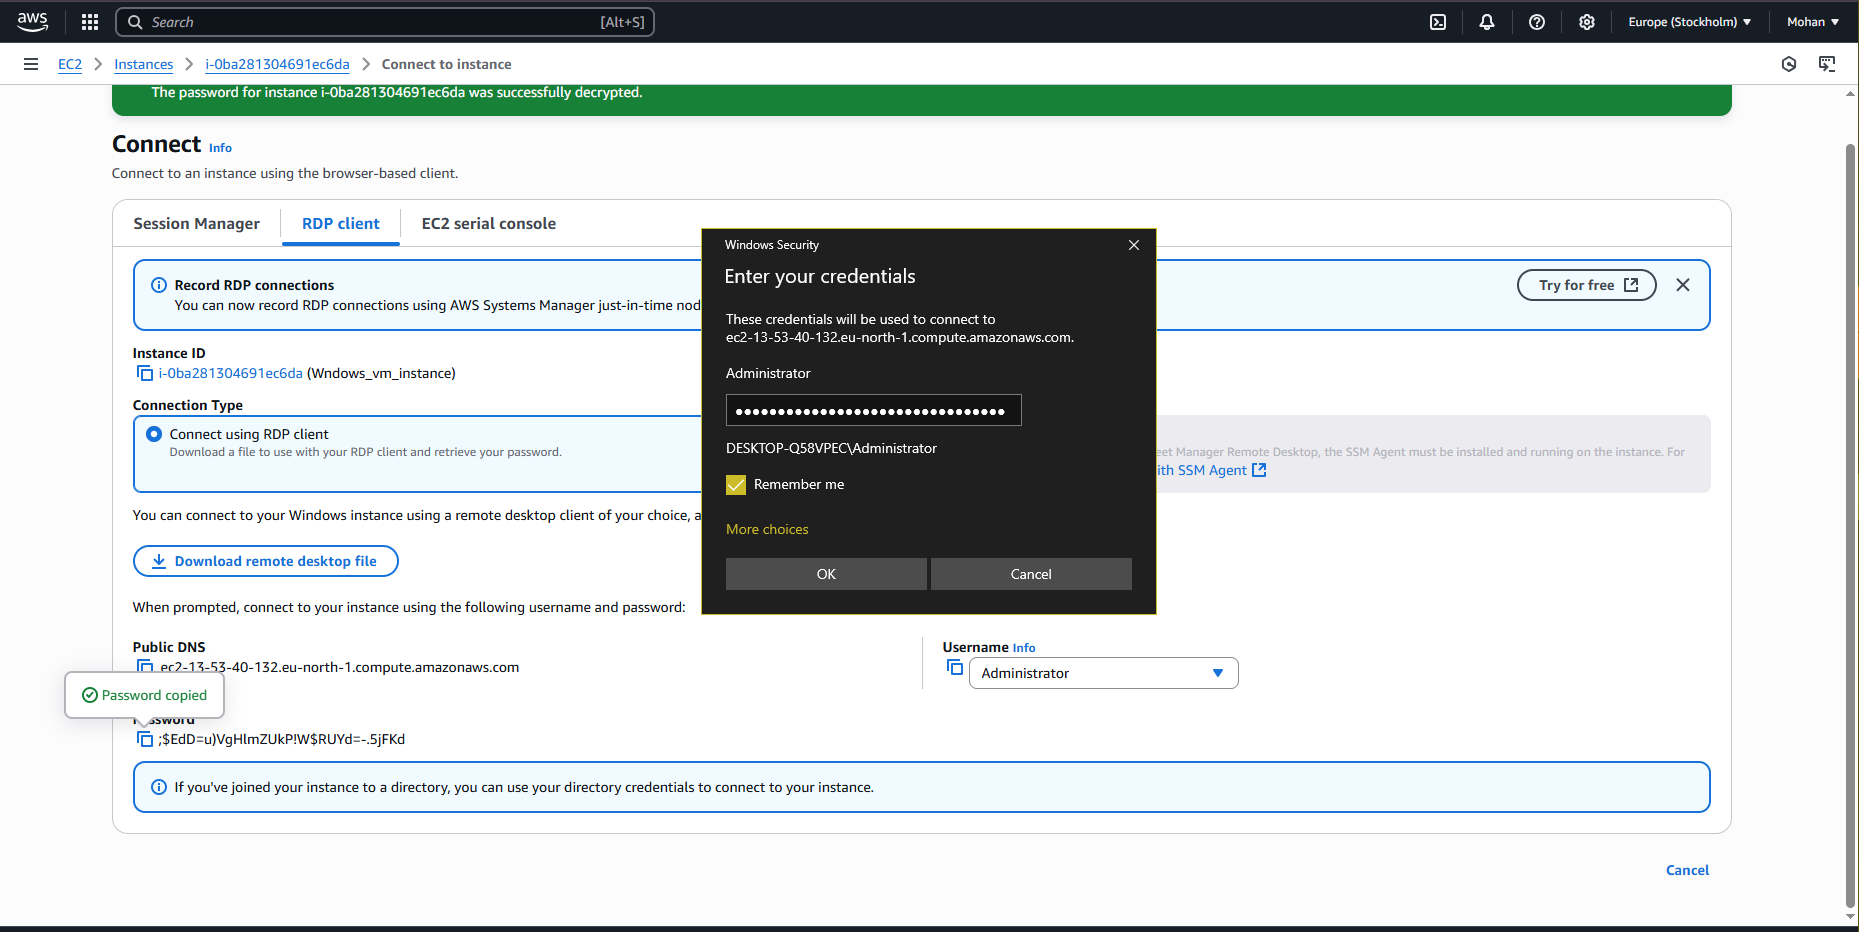 aws
Search [Alt+S]
Europe (Stockholm)
Mohan
EC2 > Instances > i-0ba281304691ec6da > Connect to instance
The password for instance i-0ba281304691ec6da was successfully decrypted.
Connect Info
Connect to an instance using the browser-based client.
Session Manager
RDP client
EC2 serial console
Record RDP connections
You can now record RDP connections using AWS Systems Manager just-in-time nod
Try for free
Instance ID
i-0ba281304691ec6da (Wndows_vm_instance)
Connection Type
Connect using RDP client
Download a file to use with your RDP client and retrieve your password.
eet Manager Remote Desktop, the SSM Agent must be installed and running on the instance. For
ith SSM Agent
You can connect to your Windows instance using a remote desktop client of your choice, a
Download remote desktop file
When prompted, connect to your instance using the following username and password:
Public DNS
ec2-13-53-40-132.eu-north-1.compute.amazonaws.com
Username Info
Administrator
Password copied
Password
;$EdD=u)VgHlmZUkP!W$RUYd=-.5jFKd
If you've joined your instance to a directory, you can use your directory credentials to connect to your instance.
Cancel
Windows Security
Enter your credentials
These credentials will be used to connect to
ec2-13-53-40-132.eu-north-1.compute.amazonaws.com.
Administrator
●●●●●●●●●●●●●●●●●●●●●●●●●●●●●●●●
DESKTOP-Q58VPEC\Administrator
Remember me
More choices
OK
Cancel